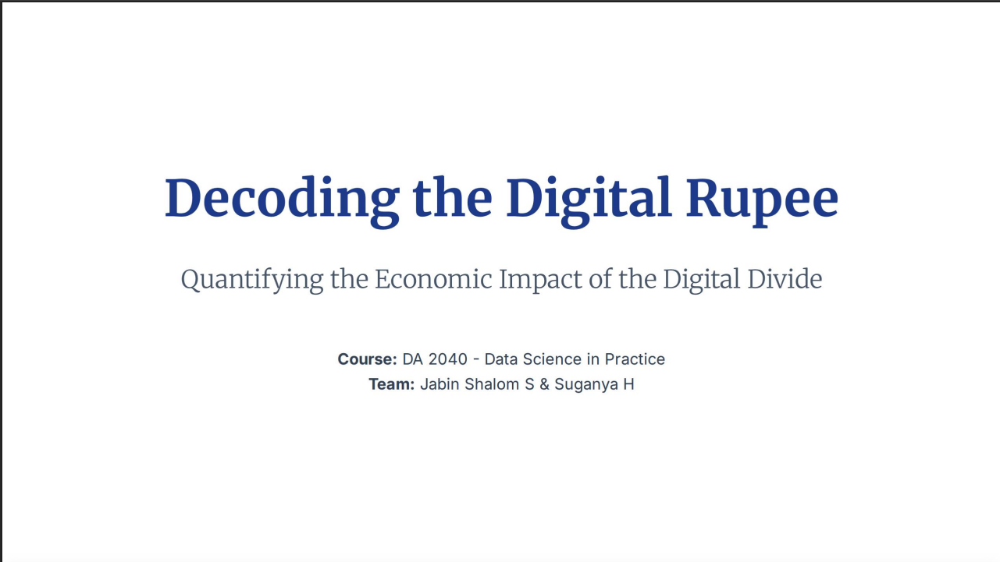 Decoding the Digital Rupee
Quantifying the Economic Impact of the Digital Divide
Course: DA 2040 - Data Science in Practice
Team: Jabin Shalom S & Suganya H